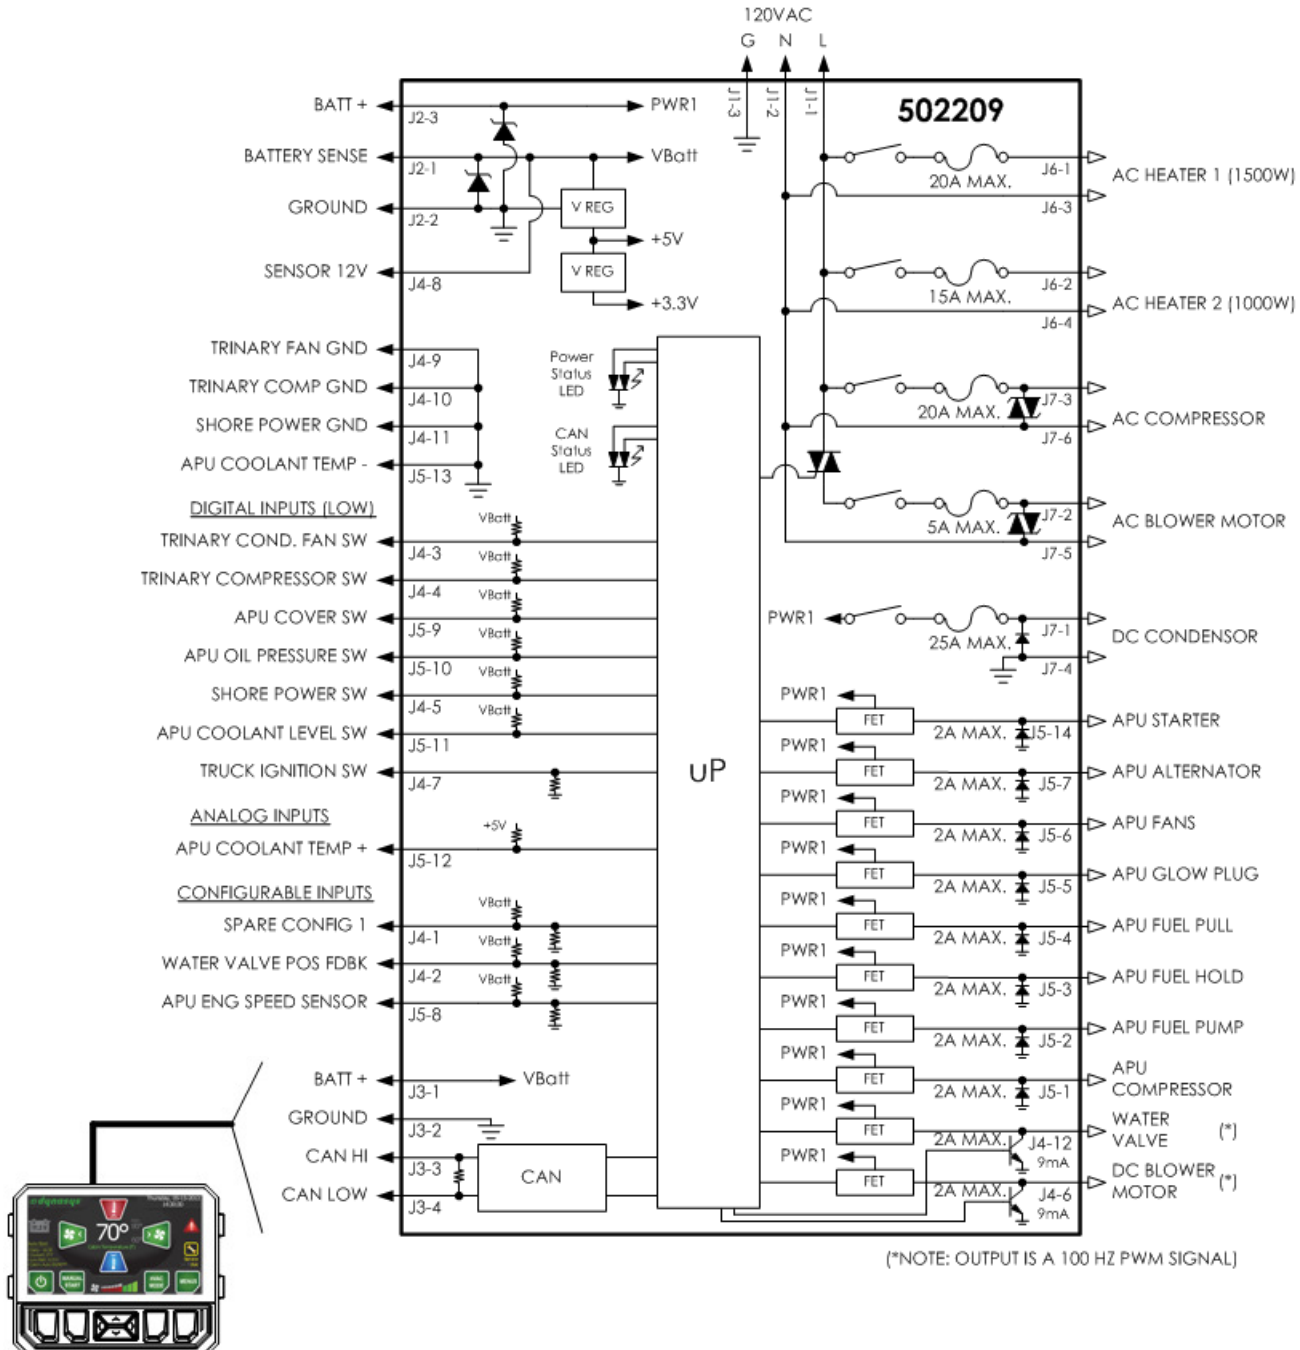 120VAC
G N L
J1-3 J1-2 J1-1
502209
BATT +
J2-3
PWR1
BATTERY SENSE
J2-1
VBatt
GROUND
J2-2
V REG
+5V
SENSOR 12V
J4-8
V REG
+3.3V
TRINARY FAN GND
J4-9
TRINARY COMP GND
J4-10
SHORE POWER GND
J4-11
APU COOLANT TEMP -
J5-13
Power
Status
LED
CAN
Status
LED
DIGITAL INPUTS (LOW)
VBatt
TRINARY COND. FAN SW
J4-3
VBatt
TRINARY COMPRESSOR SW
J4-4
VBatt
APU COVER SW
J5-9
VBatt
APU OIL PRESSURE SW
J5-10
VBatt
SHORE POWER SW
J4-5
VBatt
APU COOLANT LEVEL SW
J5-11
TRUCK IGNITION SW
J4-7
ANALOG INPUTS
+5V
APU COOLANT TEMP +
J5-12
CONFIGURABLE INPUTS
VBatt
SPARE CONFIG 1
J4-1
VBatt
WATER VALVE POS FDBK
J4-2
VBatt
APU ENG SPEED SENSOR
J5-8
BATT +
J3-1
VBatt
GROUND
J3-2
CAN HI
J3-3
CAN
CAN LOW
J3-4
uP
20A MAX.
J6-1
AC HEATER 1 (1500W)
J6-3
15A MAX.
J6-2
AC HEATER 2 (1000W)
J6-4
20A MAX.
J7-3
AC COMPRESSOR
J7-6
5A MAX.
J7-2
AC BLOWER MOTOR
J7-5
PWR1
25A MAX.
J7-1
DC CONDENSOR
J7-4
PWR1
FET
2A MAX.
J5-14
APU STARTER
PWR1
FET
2A MAX.
J5-7
APU ALTERNATOR
PWR1
FET
2A MAX.
J5-6
APU FANS
PWR1
FET
2A MAX.
J5-5
APU GLOW PLUG
PWR1
FET
2A MAX.
J5-4
APU FUEL PULL
PWR1
FET
2A MAX.
J5-3
APU FUEL HOLD
PWR1
FET
2A MAX.
J5-2
APU FUEL PUMP
PWR1
FET
2A MAX.
J5-1
APU
COMPRESSOR
PWR1
FET
2A MAX.
J4-12
9mA
WATER
VALVE (*)
PWR1
FET
2A MAX.
J4-6
9mA
DC BLOWER
MOTOR (*)
(*NOTE: OUTPUT IS A 100 HZ PWM SIGNAL)
70°
MANUAL
START
HVAC
MODE
MENUS